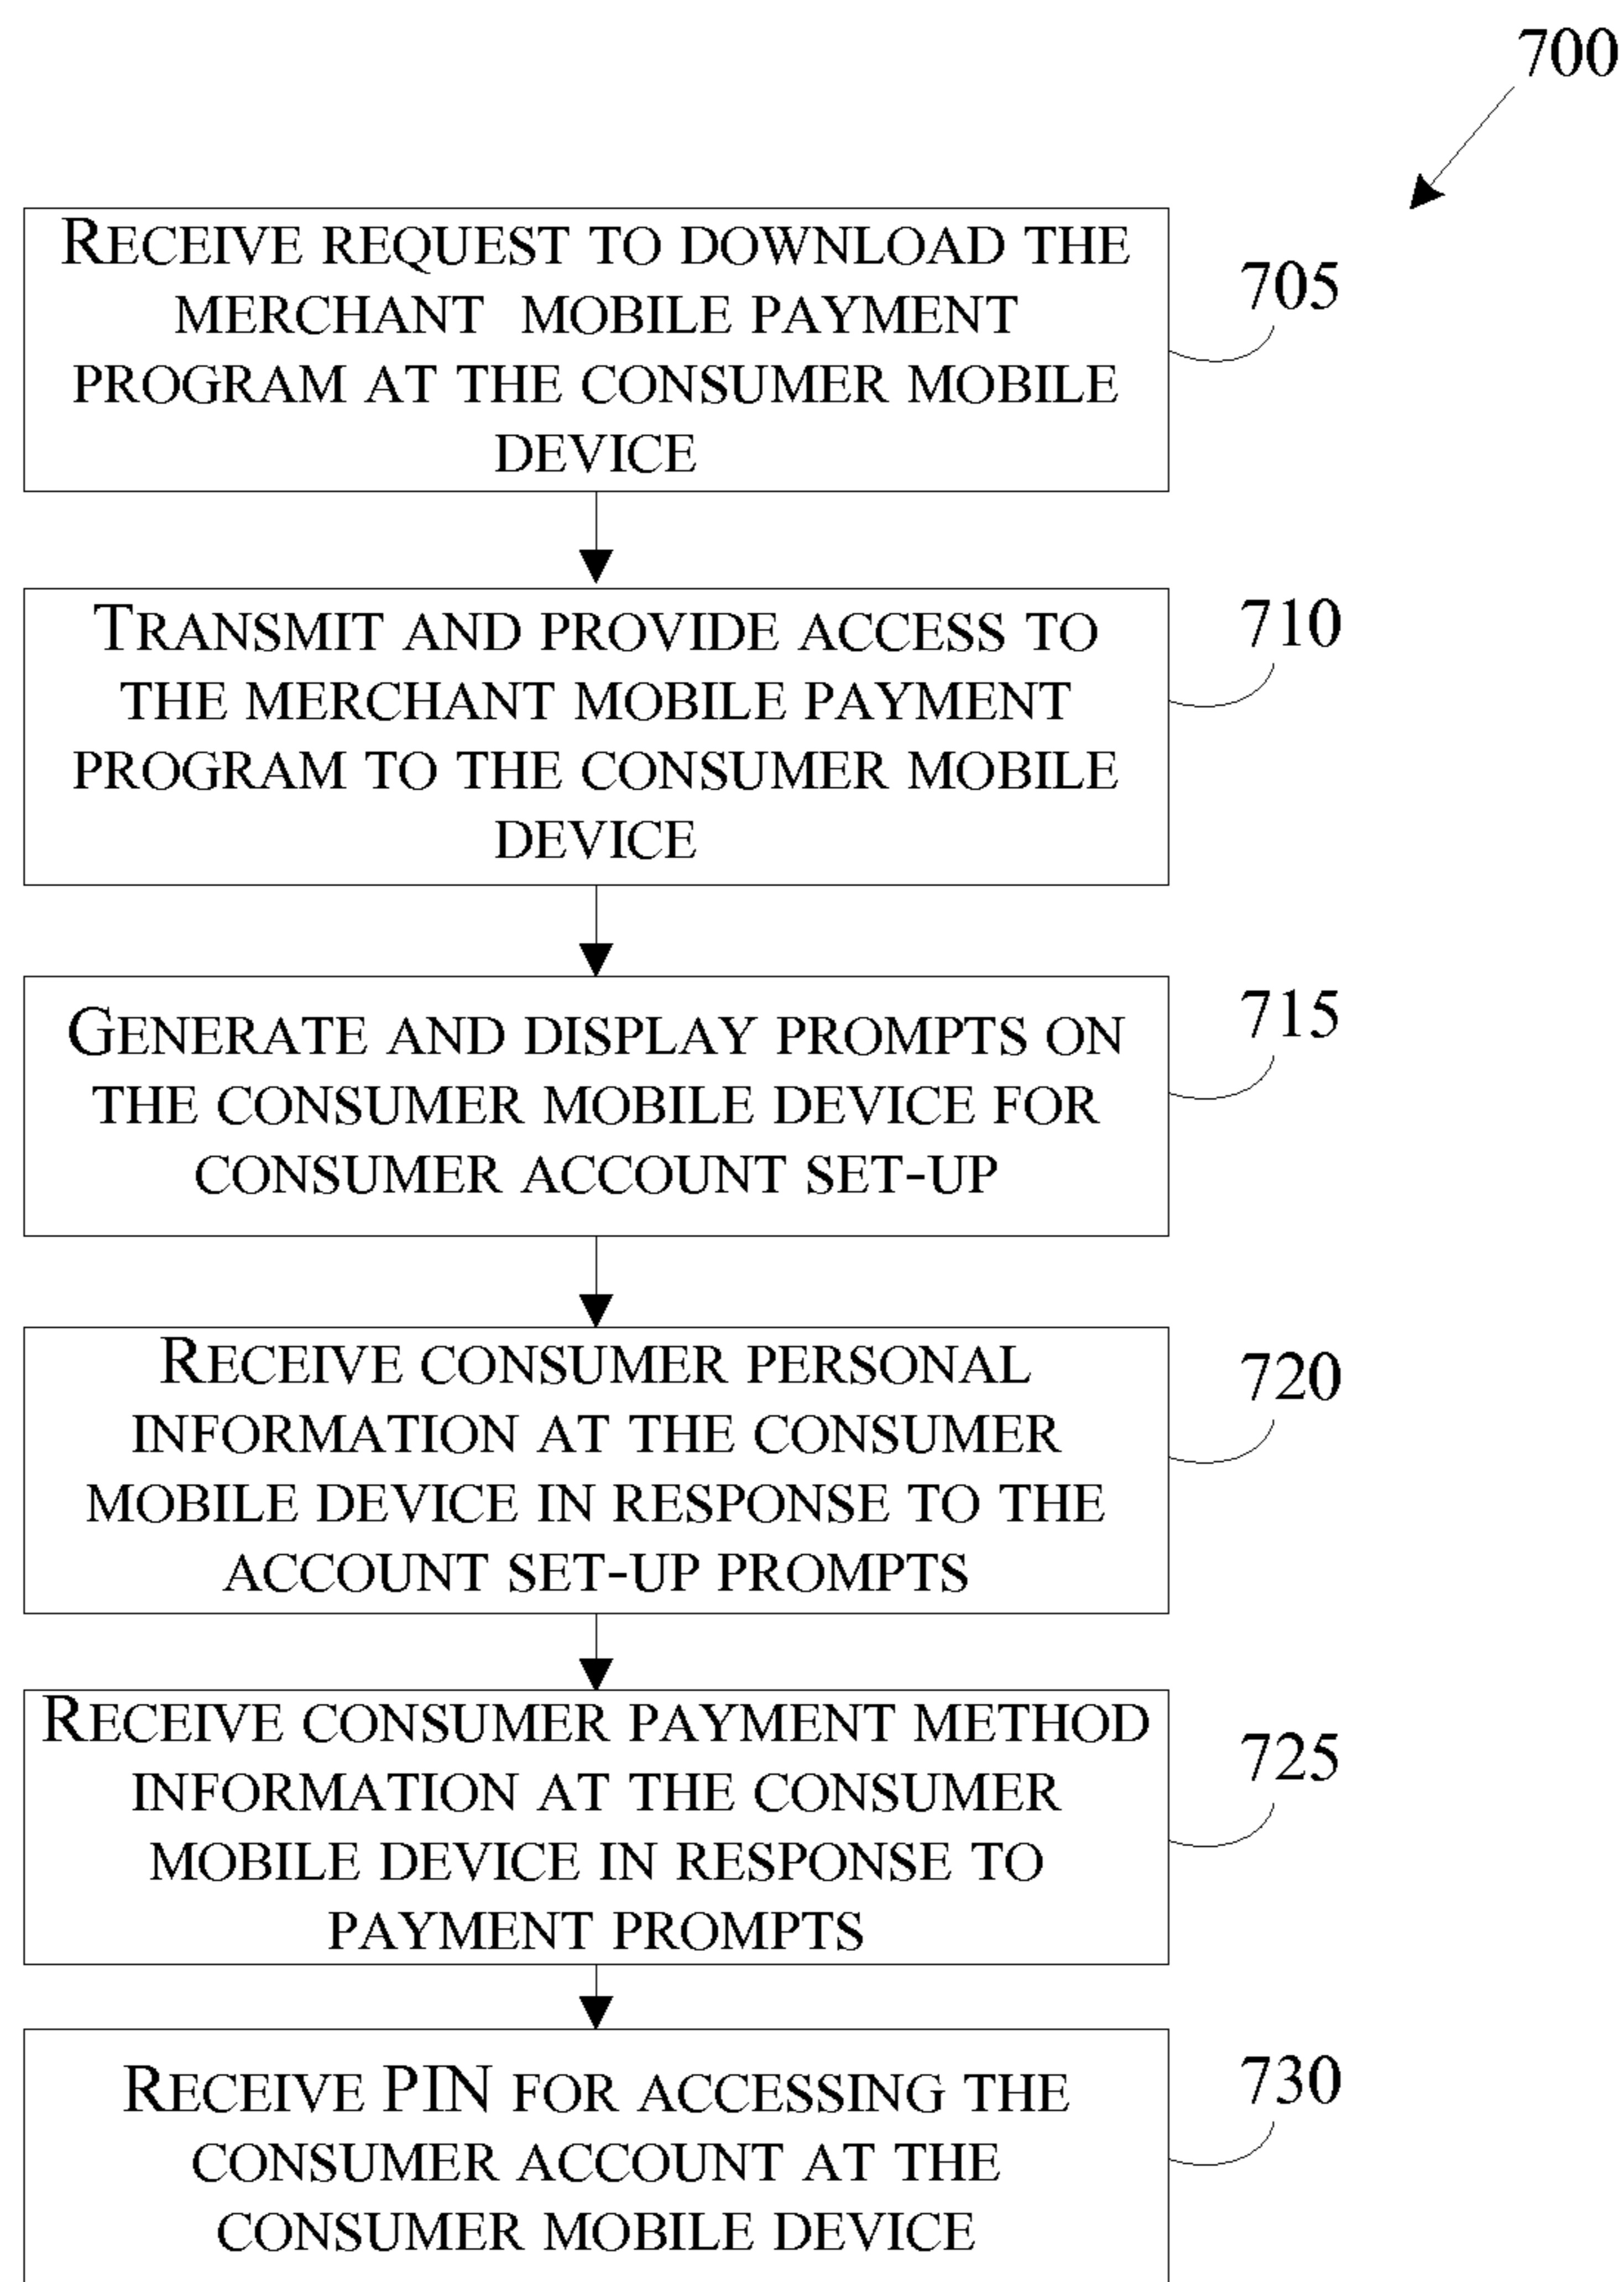 700
RECEIVE REQUEST TO DOWNLOAD THE
MERCHANT MOBILE PAYMENT
PROGRAM AT THE CONSUMER MOBILE
DEVICE
705
TRANSMIT AND PROVIDE ACCESS TO
THE MERCHANT MOBILE PAYMENT
PROGRAM TO THE CONSUMER MOBILE
DEVICE
710
GENERATE AND DISPLAY PROMPTS ON
THE CONSUMER MOBILE DEVICE FOR
CONSUMER ACCOUNT SET-UP
715
RECEIVE CONSUMER PERSONAL
INFORMATION AT THE CONSUMER
MOBILE DEVICE IN RESPONSE TO THE
ACCOUNT SET-UP PROMPTS
720
RECEIVE CONSUMER PAYMENT METHOD
INFORMATION AT THE CONSUMER
MOBILE DEVICE IN RESPONSE TO
PAYMENT PROMPTS
725
RECEIVE PIN FOR ACCESSING THE
CONSUMER ACCOUNT AT THE
CONSUMER MOBILE DEVICE
730